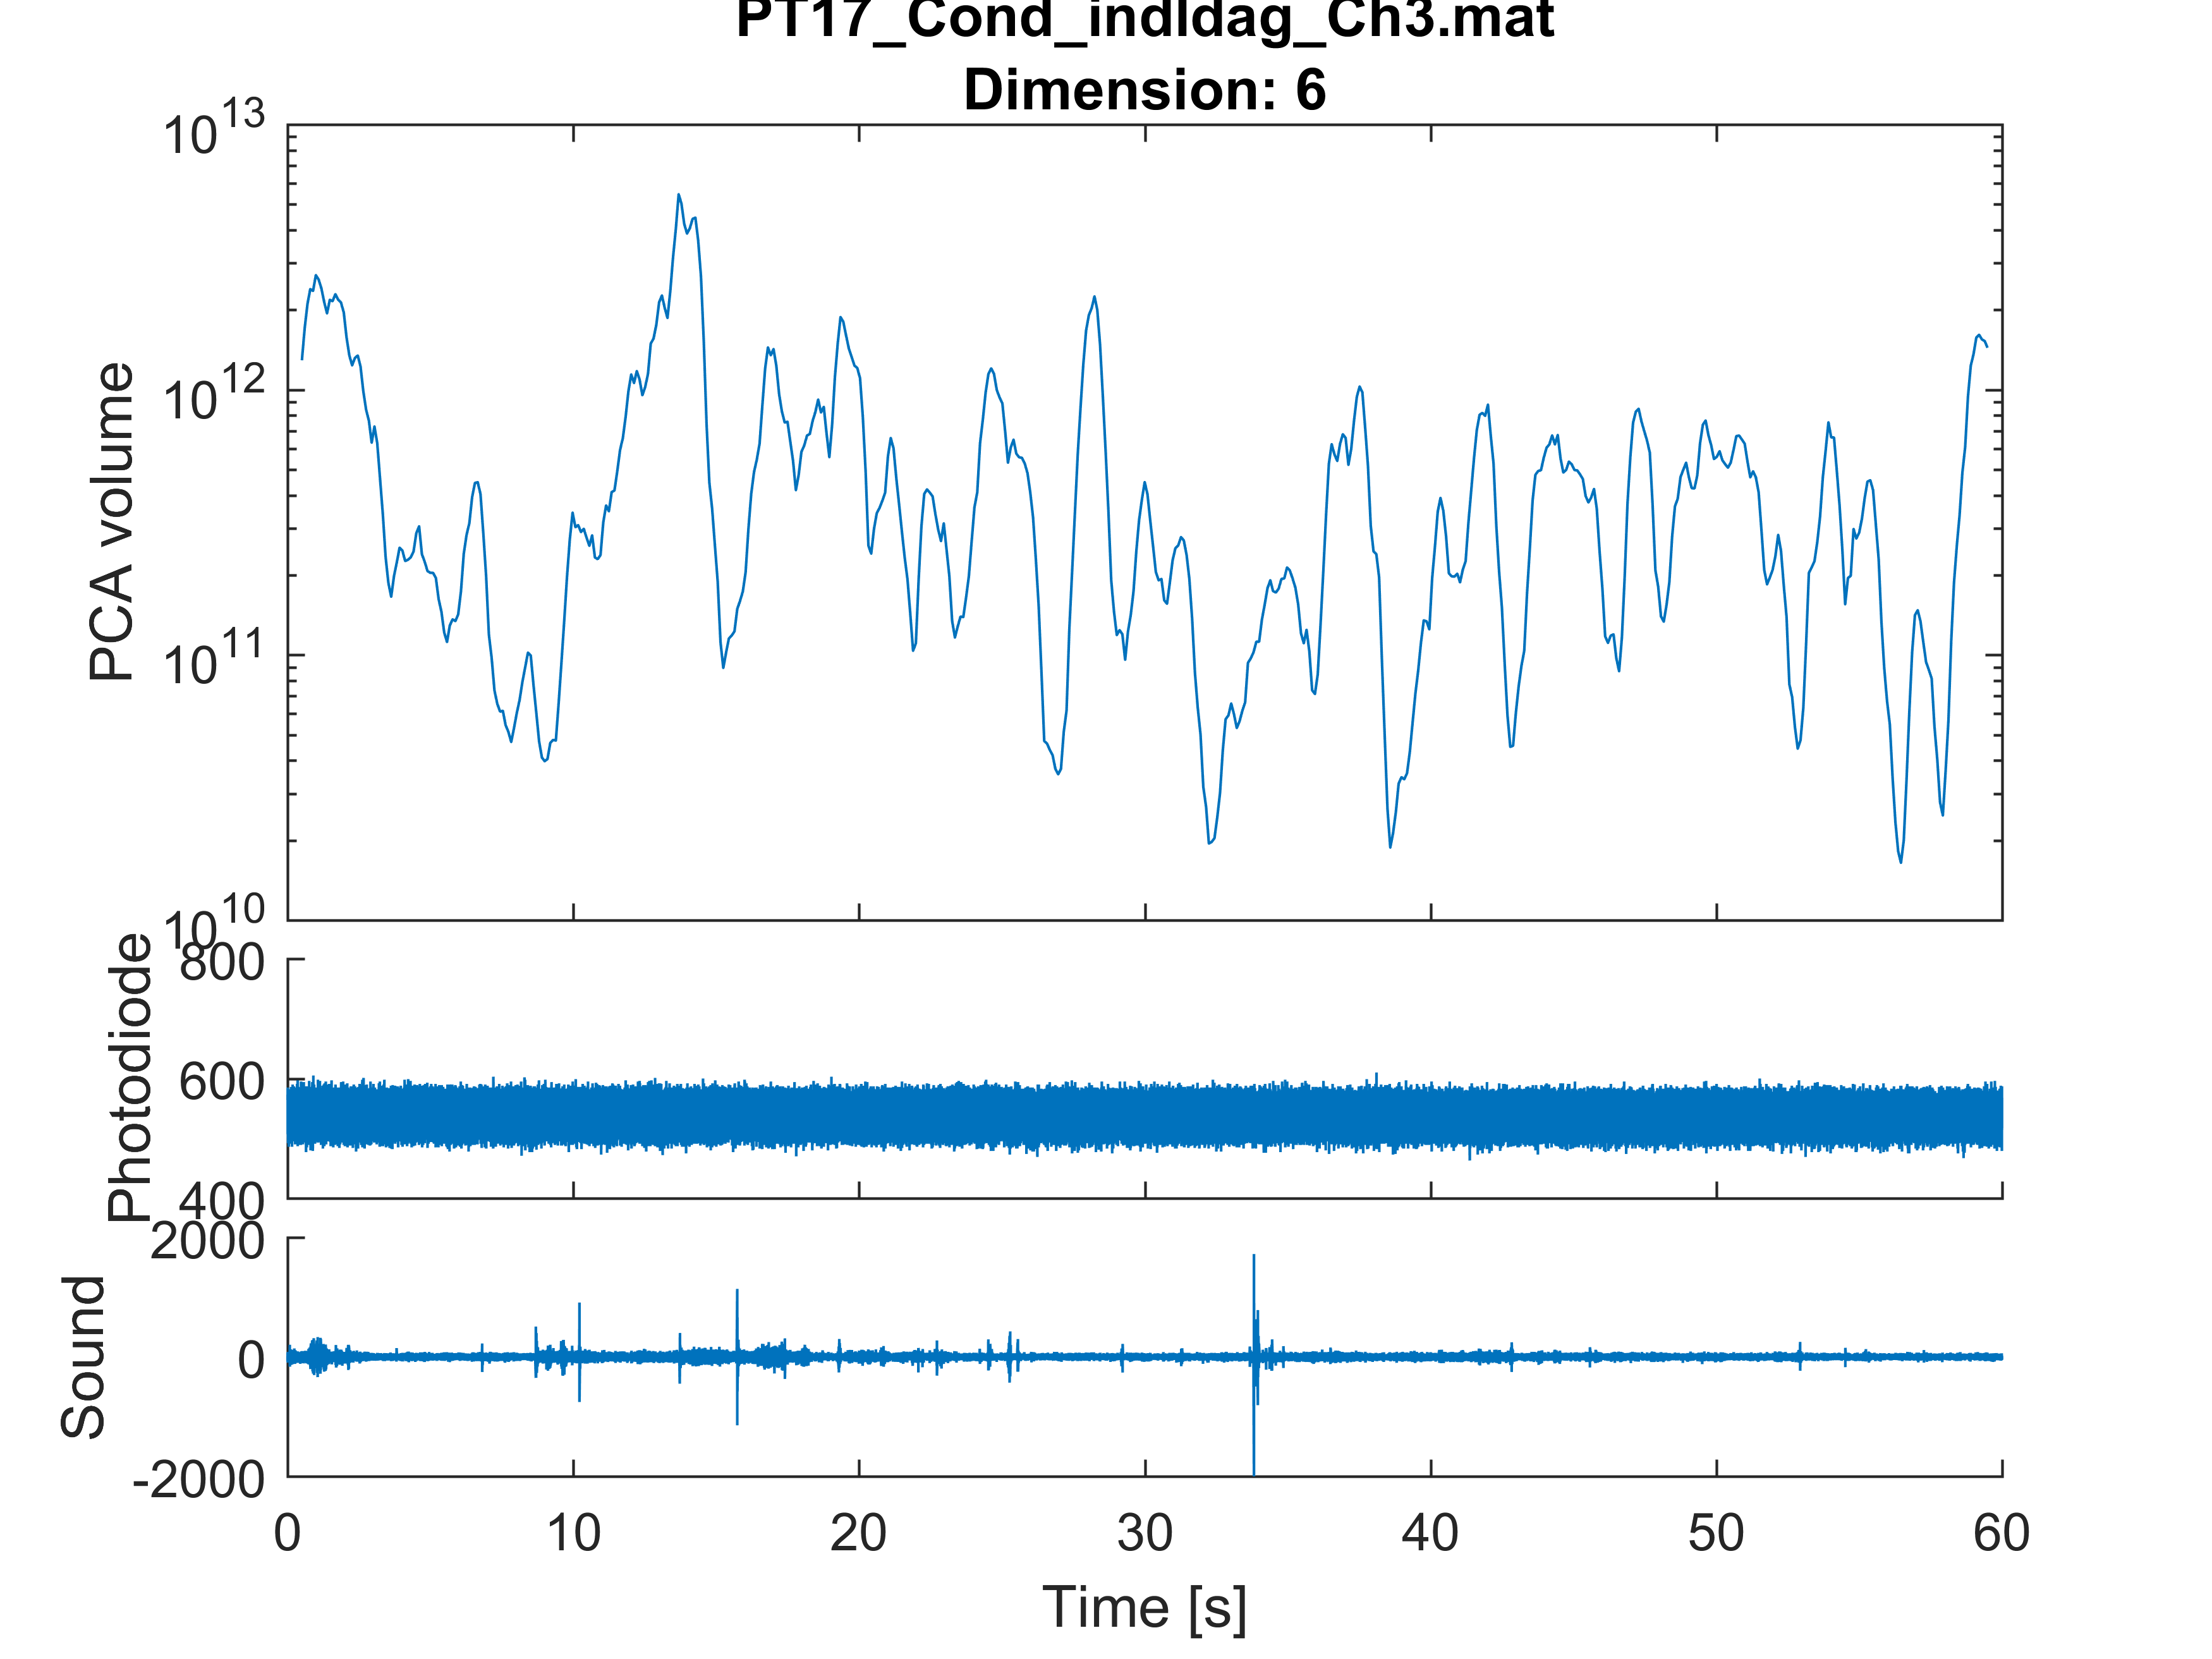 PT17_Cond_indIdag_Ch3.mat
Dimension: 6
PCA volume
10^13
10^12
10^11
10^10
Photodiode
800
600
400
Sound
2000
0
-2000
0 10 20 30 40 50 60
Time [s]